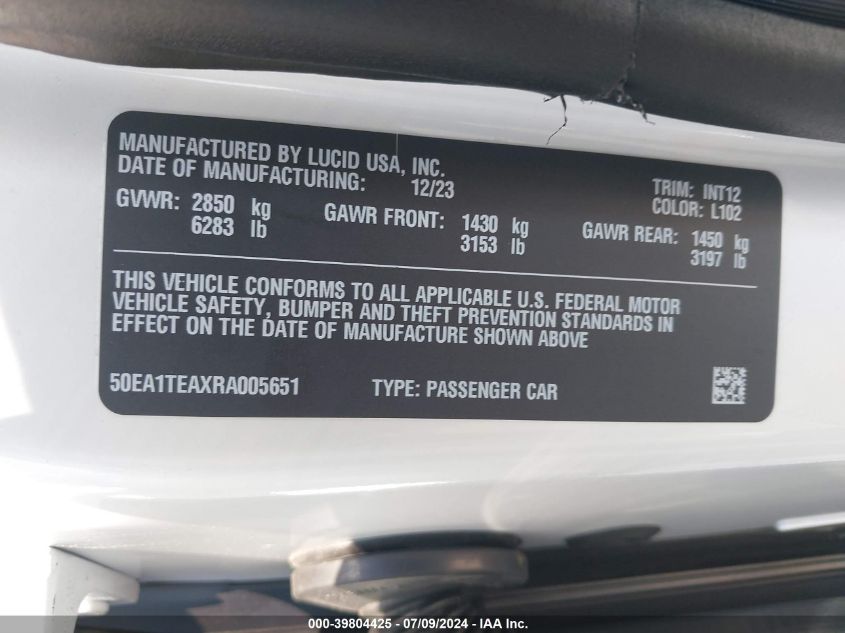 MANUFACTURED BY LUCID USA, INC.
DATE OF MANUFACTURING: 12/23
TRIM: INT12
COLOR: L102
GVWR: 2850 kg
6283 lb
GAWR FRONT: 1430 kg
3153 lb
GAWR REAR: 1450 kg
3197 lb
THIS VEHICLE CONFORMS TO ALL APPLICABLE U.S. FEDERAL MOTOR
VEHICLE SAFETY, BUMPER AND THEFT PREVENTION STANDARDS IN
EFFECT ON THE DATE OF MANUFACTURE SHOWN ABOVE
50EA1TEAXRA005651 TYPE: PASSENGER CAR
000-39804425 - 07/09/2024 - IAA Inc.